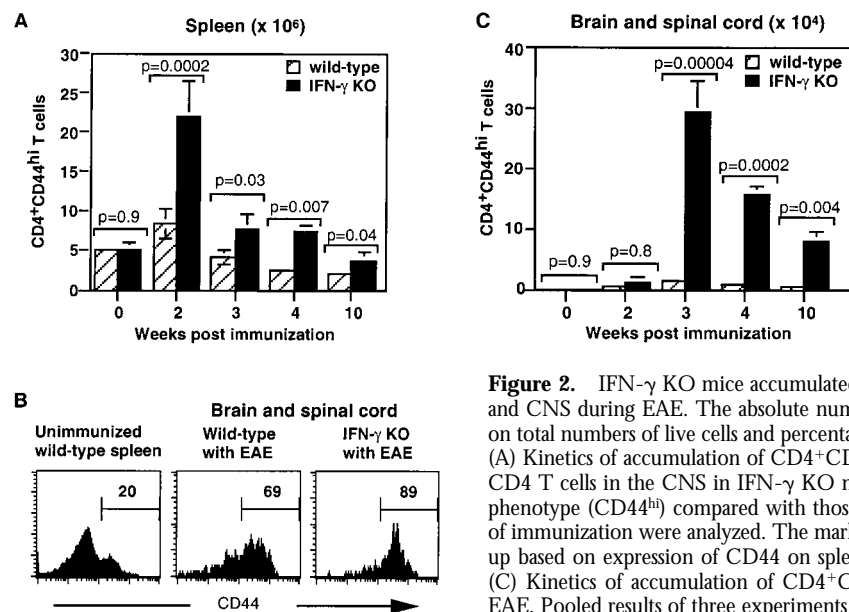 A
Spleen (x 10⁶)
p=0.0002
wild-type
IFN-γ KO
CD4⁺CD44ʰⁱ T cells
30
25
20
15
10
5
0
p=0.9
p=0.03
p=0.007
p=0.04
0 2 3 4 10
Weeks post immunization
C
Brain and spinal cord (x 10⁴)
p=0.00004
wild-type
IFN-γ KO
CD4⁺CD44ʰⁱ T cells
40
30
20
10
0
p=0.9
p=0.8
p=0.0002
p=0.004
0 2 3 4 10
Weeks post immunization
B
Brain and spinal cord
Unimmunized
wild-type spleen
Wild-type
with EAE
IFN-γ KO
with EAE
20
69
89
CD44
Figure 2. IFN-γ KO mice accumulated
and CNS during EAE. The absolute num
on total numbers of live cells and percenta
(A) Kinetics of accumulation of CD4⁺CD
CD4 T cells in the CNS in IFN-γ KO m
phenotype (CD44ʰⁱ) compared with those
of immunization were analyzed. The mark
up based on expression of CD44 on sple
(C) Kinetics of accumulation of CD4⁺C
EAE. Pooled results of three experiments